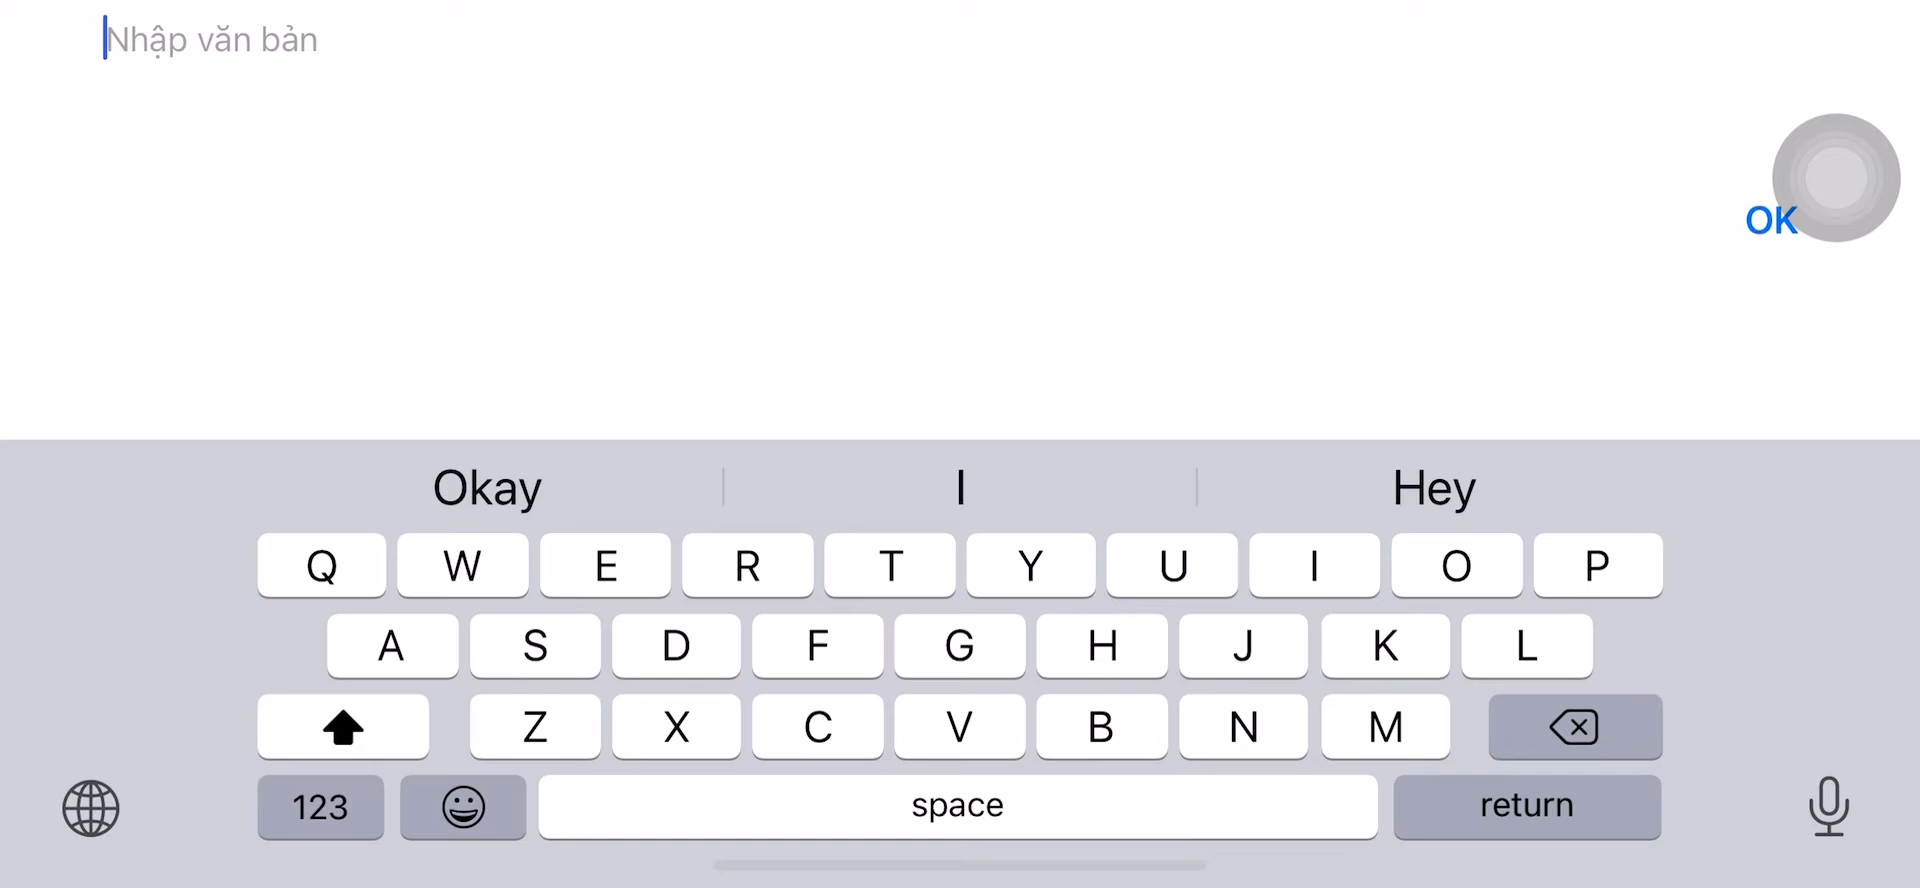 Nhập văn bản
OK
Okay I Hey
Q W E R T Y U I O P
A S D F G H J K L
Z X C V B N M
123 space return